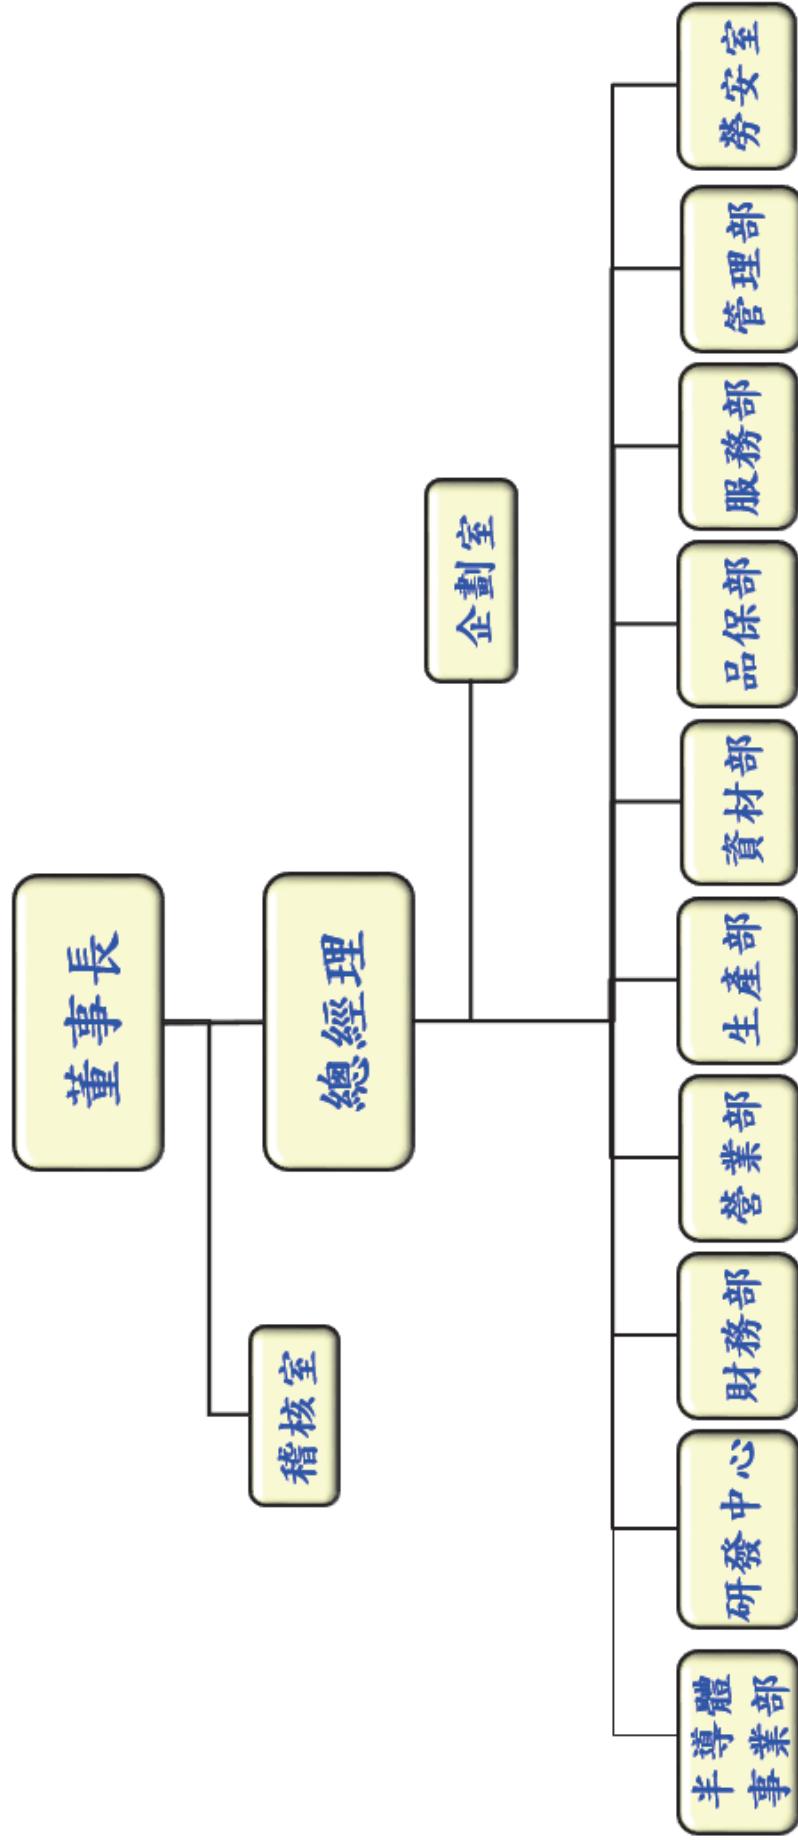 董事長
稽核室
總經理
企劃室
半導體
事業部
研發中心
財務部
營業部
生產部
資材部
品保部
服務部
管理部
勞安室